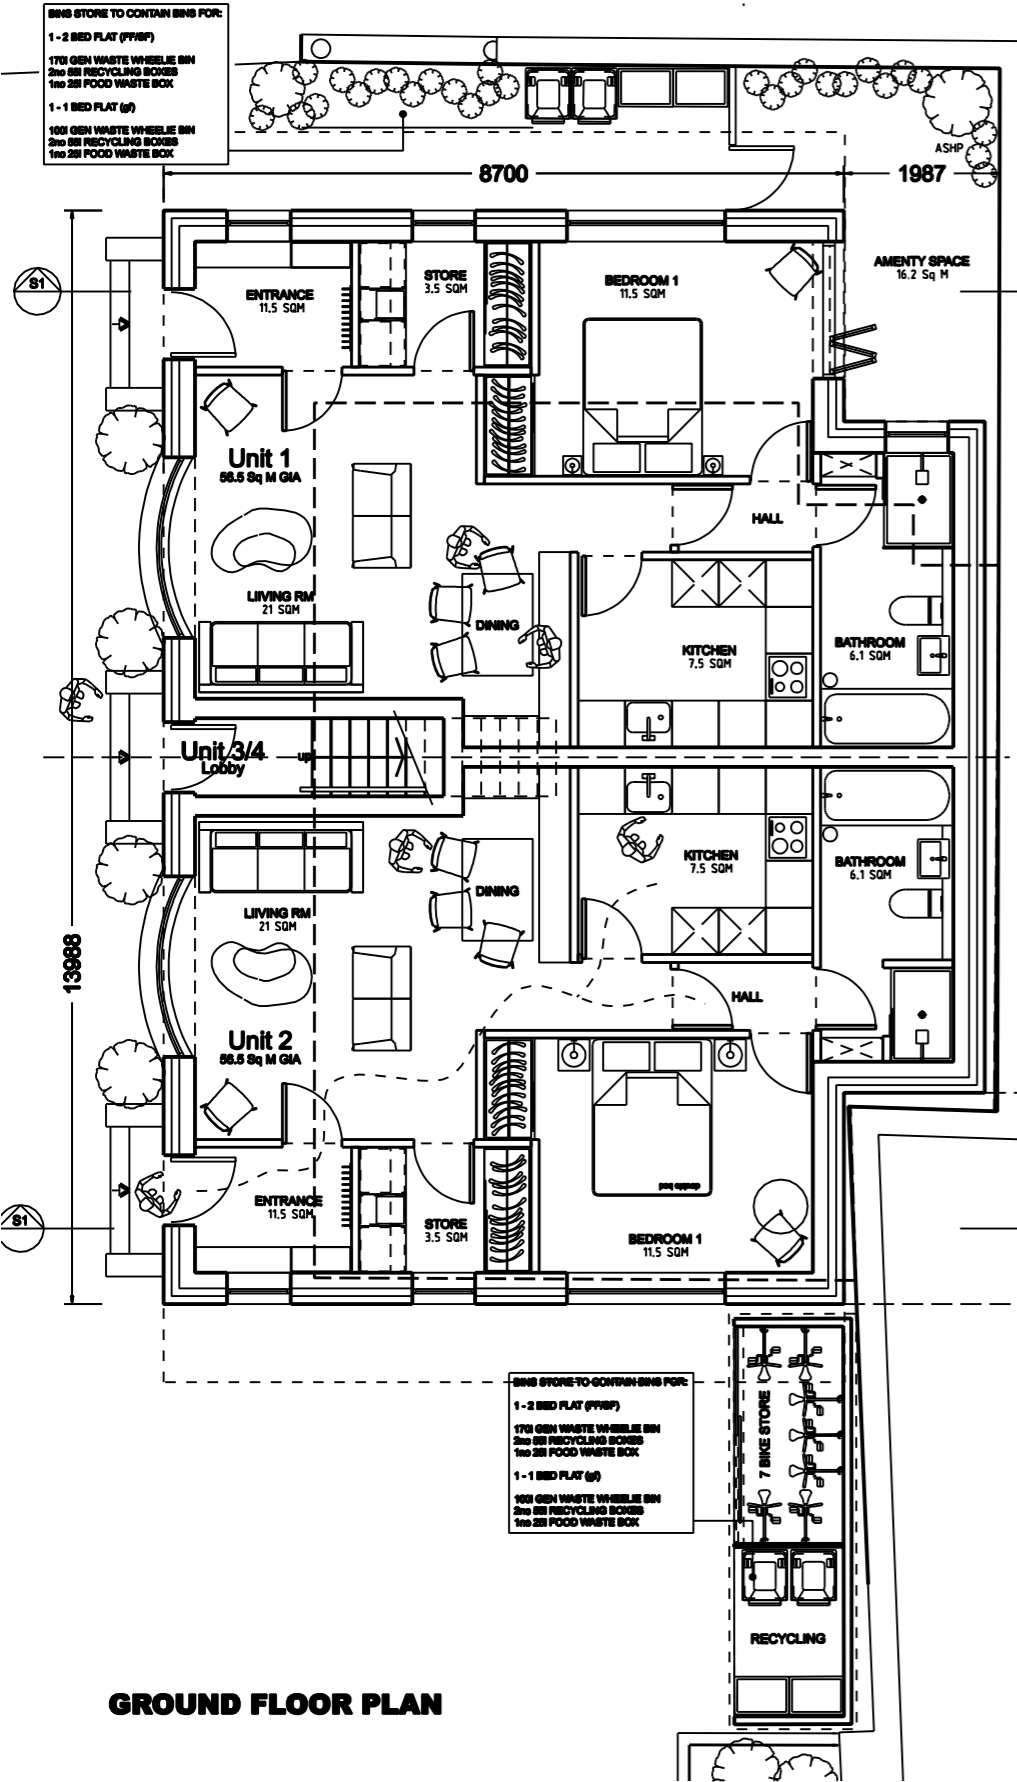 BINS STORE TO CONTAIN BINS FOR:
1 - 2 BED FLAT (FF/SF)
170l GEN WASTE WHEELIE BIN
2no 55l RECYCLING BOXES
1no 25l FOOD WASTE BOX
1 - 1 BED FLAT (gf)
100l GEN WASTE WHEELIE BIN
2no 55l RECYCLING BOXES
1no 25l FOOD WASTE BOX
ASHP
8700
1987
S1
AMENTY SPACE
16.2 Sq M
ENTRANCE
11.5 SQM
STORE
3.5 SQM
BEDROOM 1
11.5 SQM
Unit 1
56.5 Sq M GIA
HALL
LIIVING RM
21 SQM
DINING
KITCHEN
7.5 SQM
BATHROOM
6.1 SQM
Unit 3/4
Lobby
up
KITCHEN
7.5 SQM
BATHROOM
6.1 SQM
DINING
LIIVING RM
21 SQM
13988
HALL
Unit 2
56.5 Sq M GIA
double bed
ENTRANCE
11.5 SQM
STORE
3.5 SQM
BEDROOM 1
11.5 SQM
S1
BINS STORE TO CONTAIN BINS FOR:
1 - 2 BED FLAT (FF/SF)
170l GEN WASTE WHEELIE BIN
2no 55l RECYCLING BOXES
1no 25l FOOD WASTE BOX
1 - 1 BED FLAT (gf)
100l GEN WASTE WHEELIE BIN
2no 55l RECYCLING BOXES
1no 25l FOOD WASTE BOX
7 BIKE STORE
RECYCLING
GROUND FLOOR PLAN